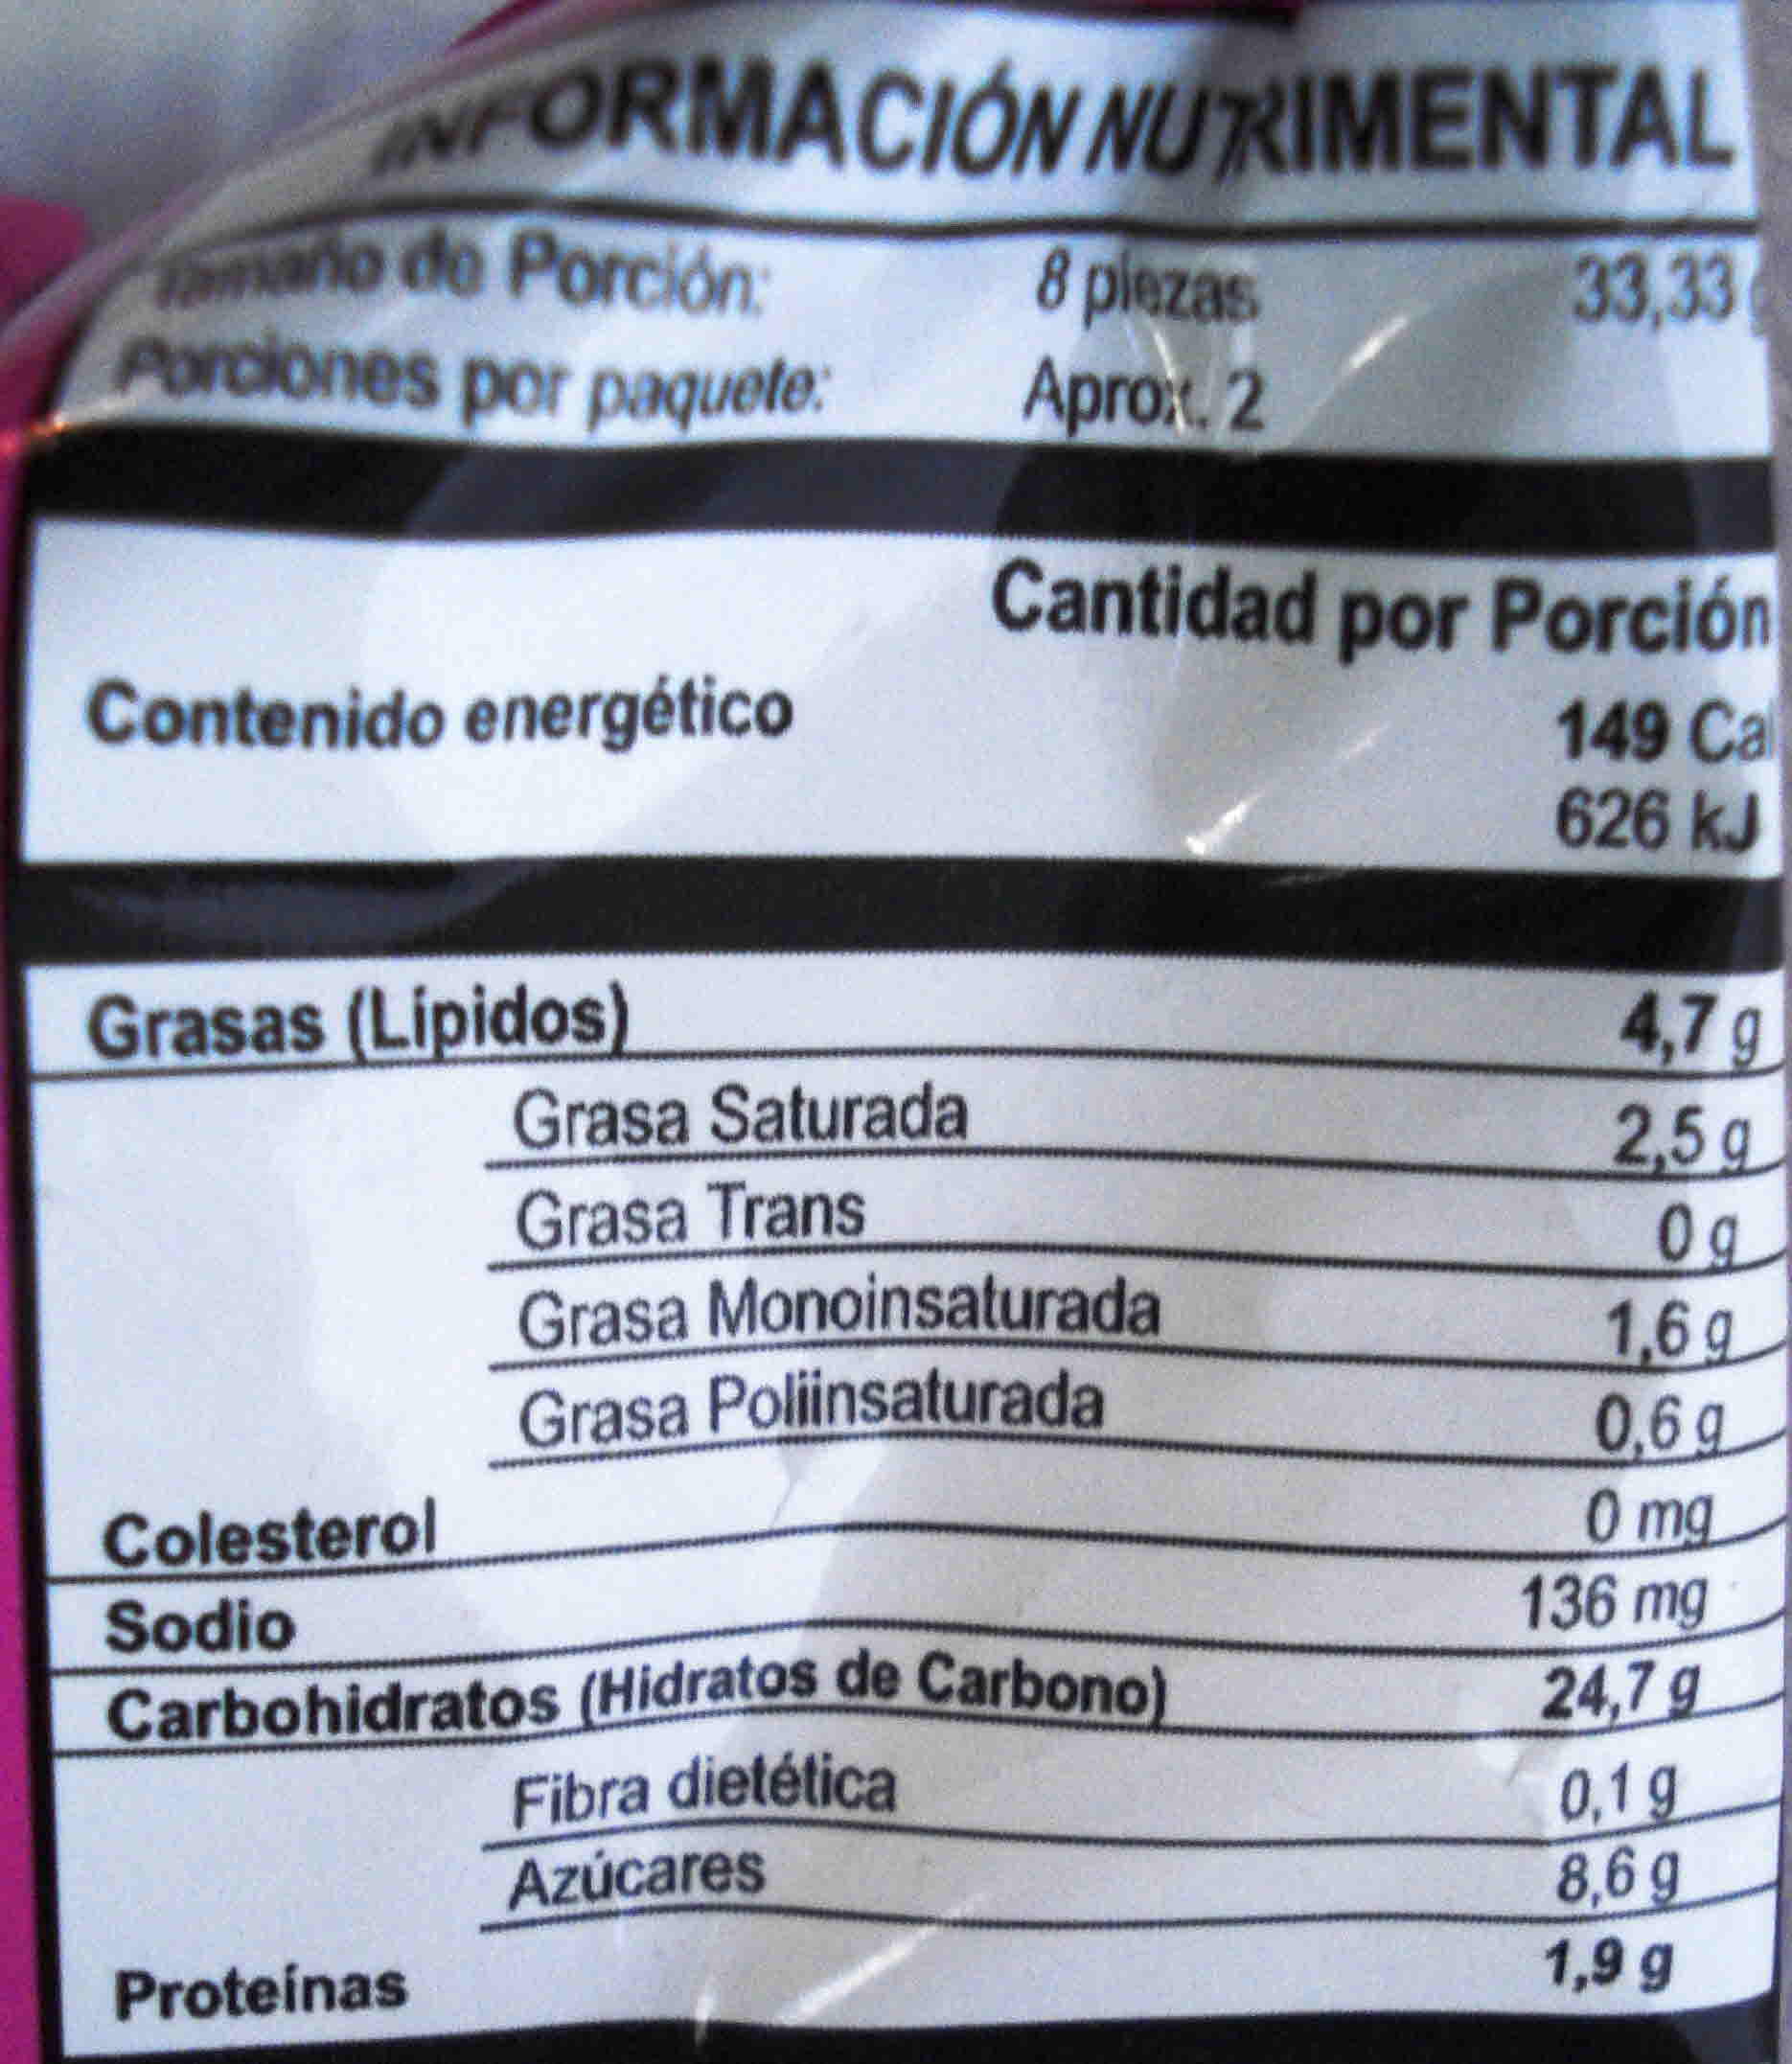 INFORMACIÓN NUTRIMENTAL
Tamaño de Porción: 8 piezas 33,33
Porciones por paquete: Aprox. 2
Cantidad por Porción
Contenido energético 149 Cal
626 kJ
Grasas (Lípidos) 4,7 g
Grasa Saturada 2,5 g
Grasa Trans 0 g
Grasa Monoinsaturada 1,6 g
Grasa Poliinsaturada 0,6 g
Colesterol 0 mg
Sodio 136 mg
Carbohidratos (Hidratos de Carbono) 24,7 g
Fibra dietética 0,1 g
Azúcares 8,6 g
Proteínas 1,9 g